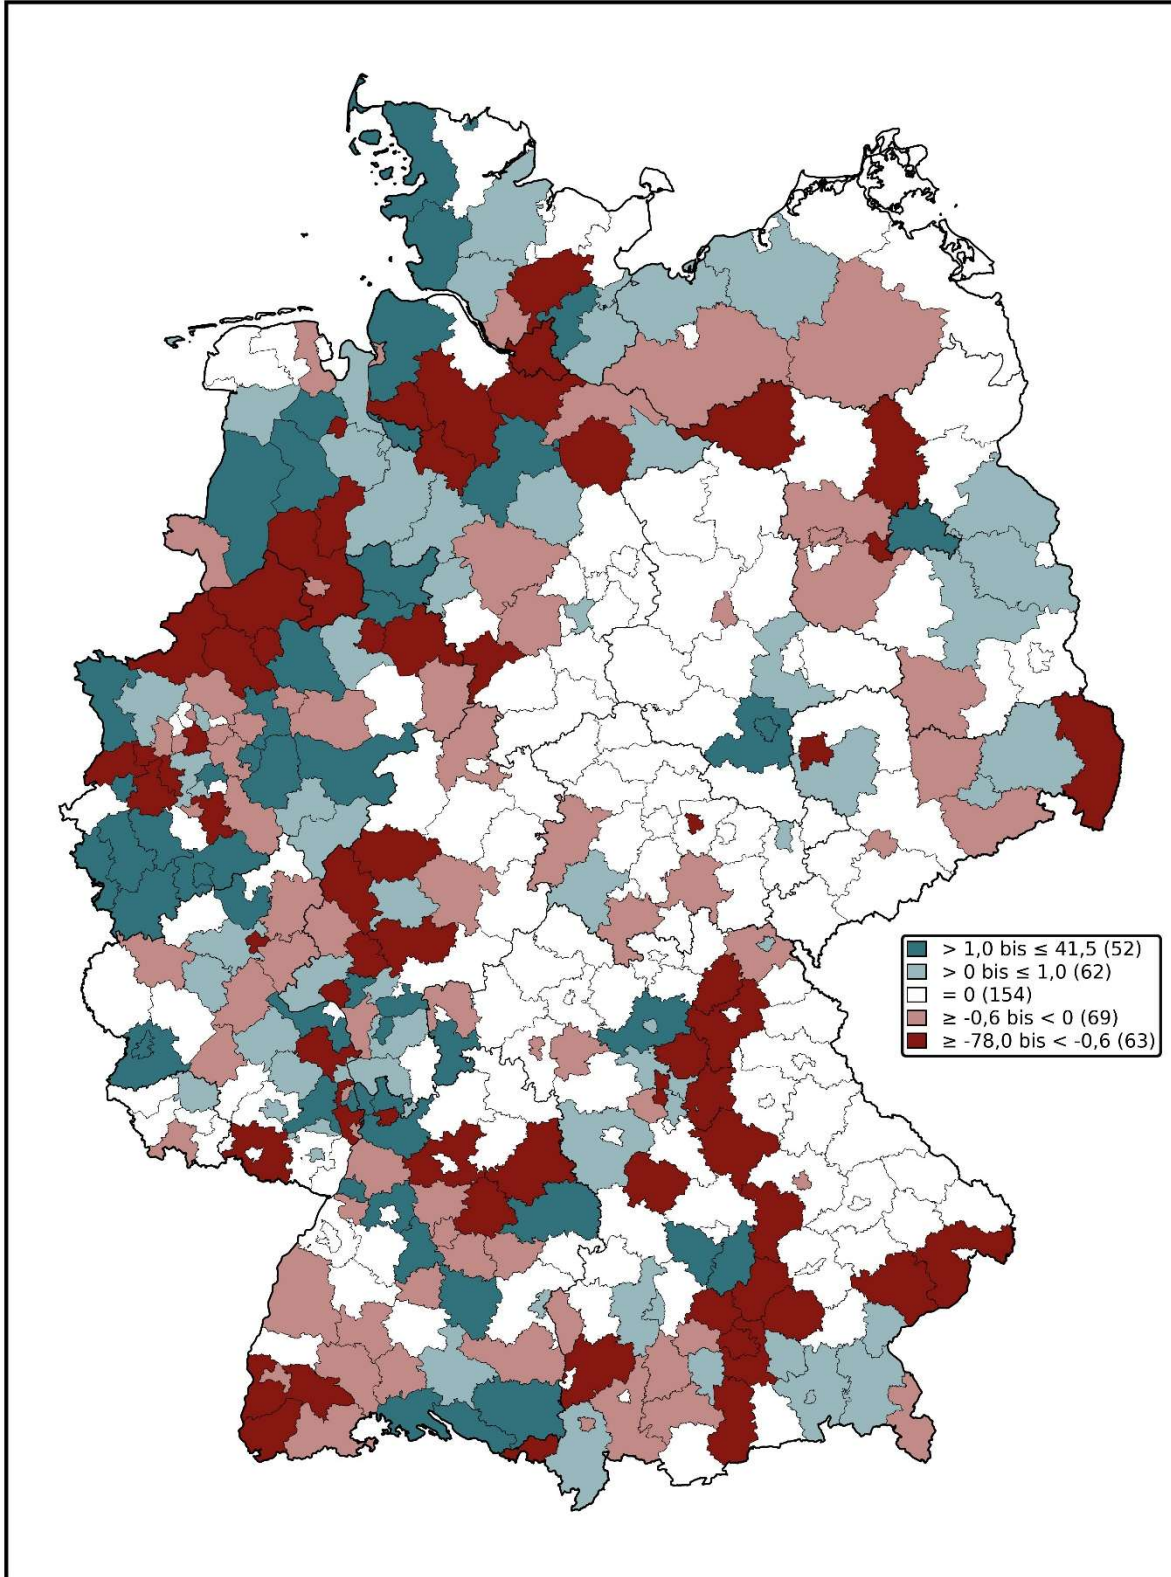 > 1,0 bis ≤ 41,5 (52)
> 0 bis ≤ 1,0 (62)
= 0 (154)
≥ -0,6 bis < 0 (69)
≥ -78,0 bis < -0,6 (63)